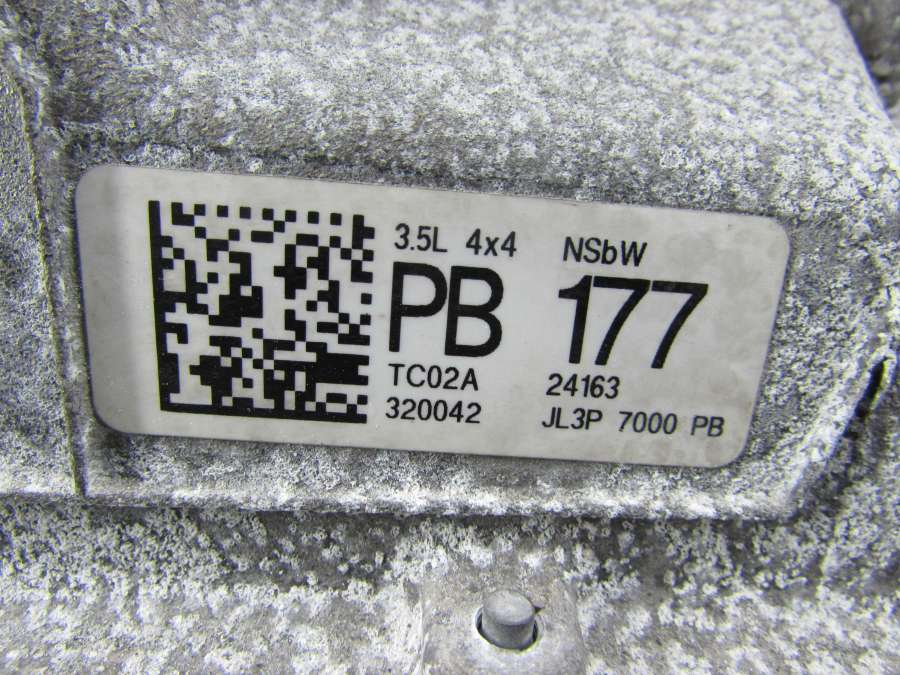 3.5L 4x4 NSbW
PB 177
TC02A 24163
320042 JL3P 7000 PB